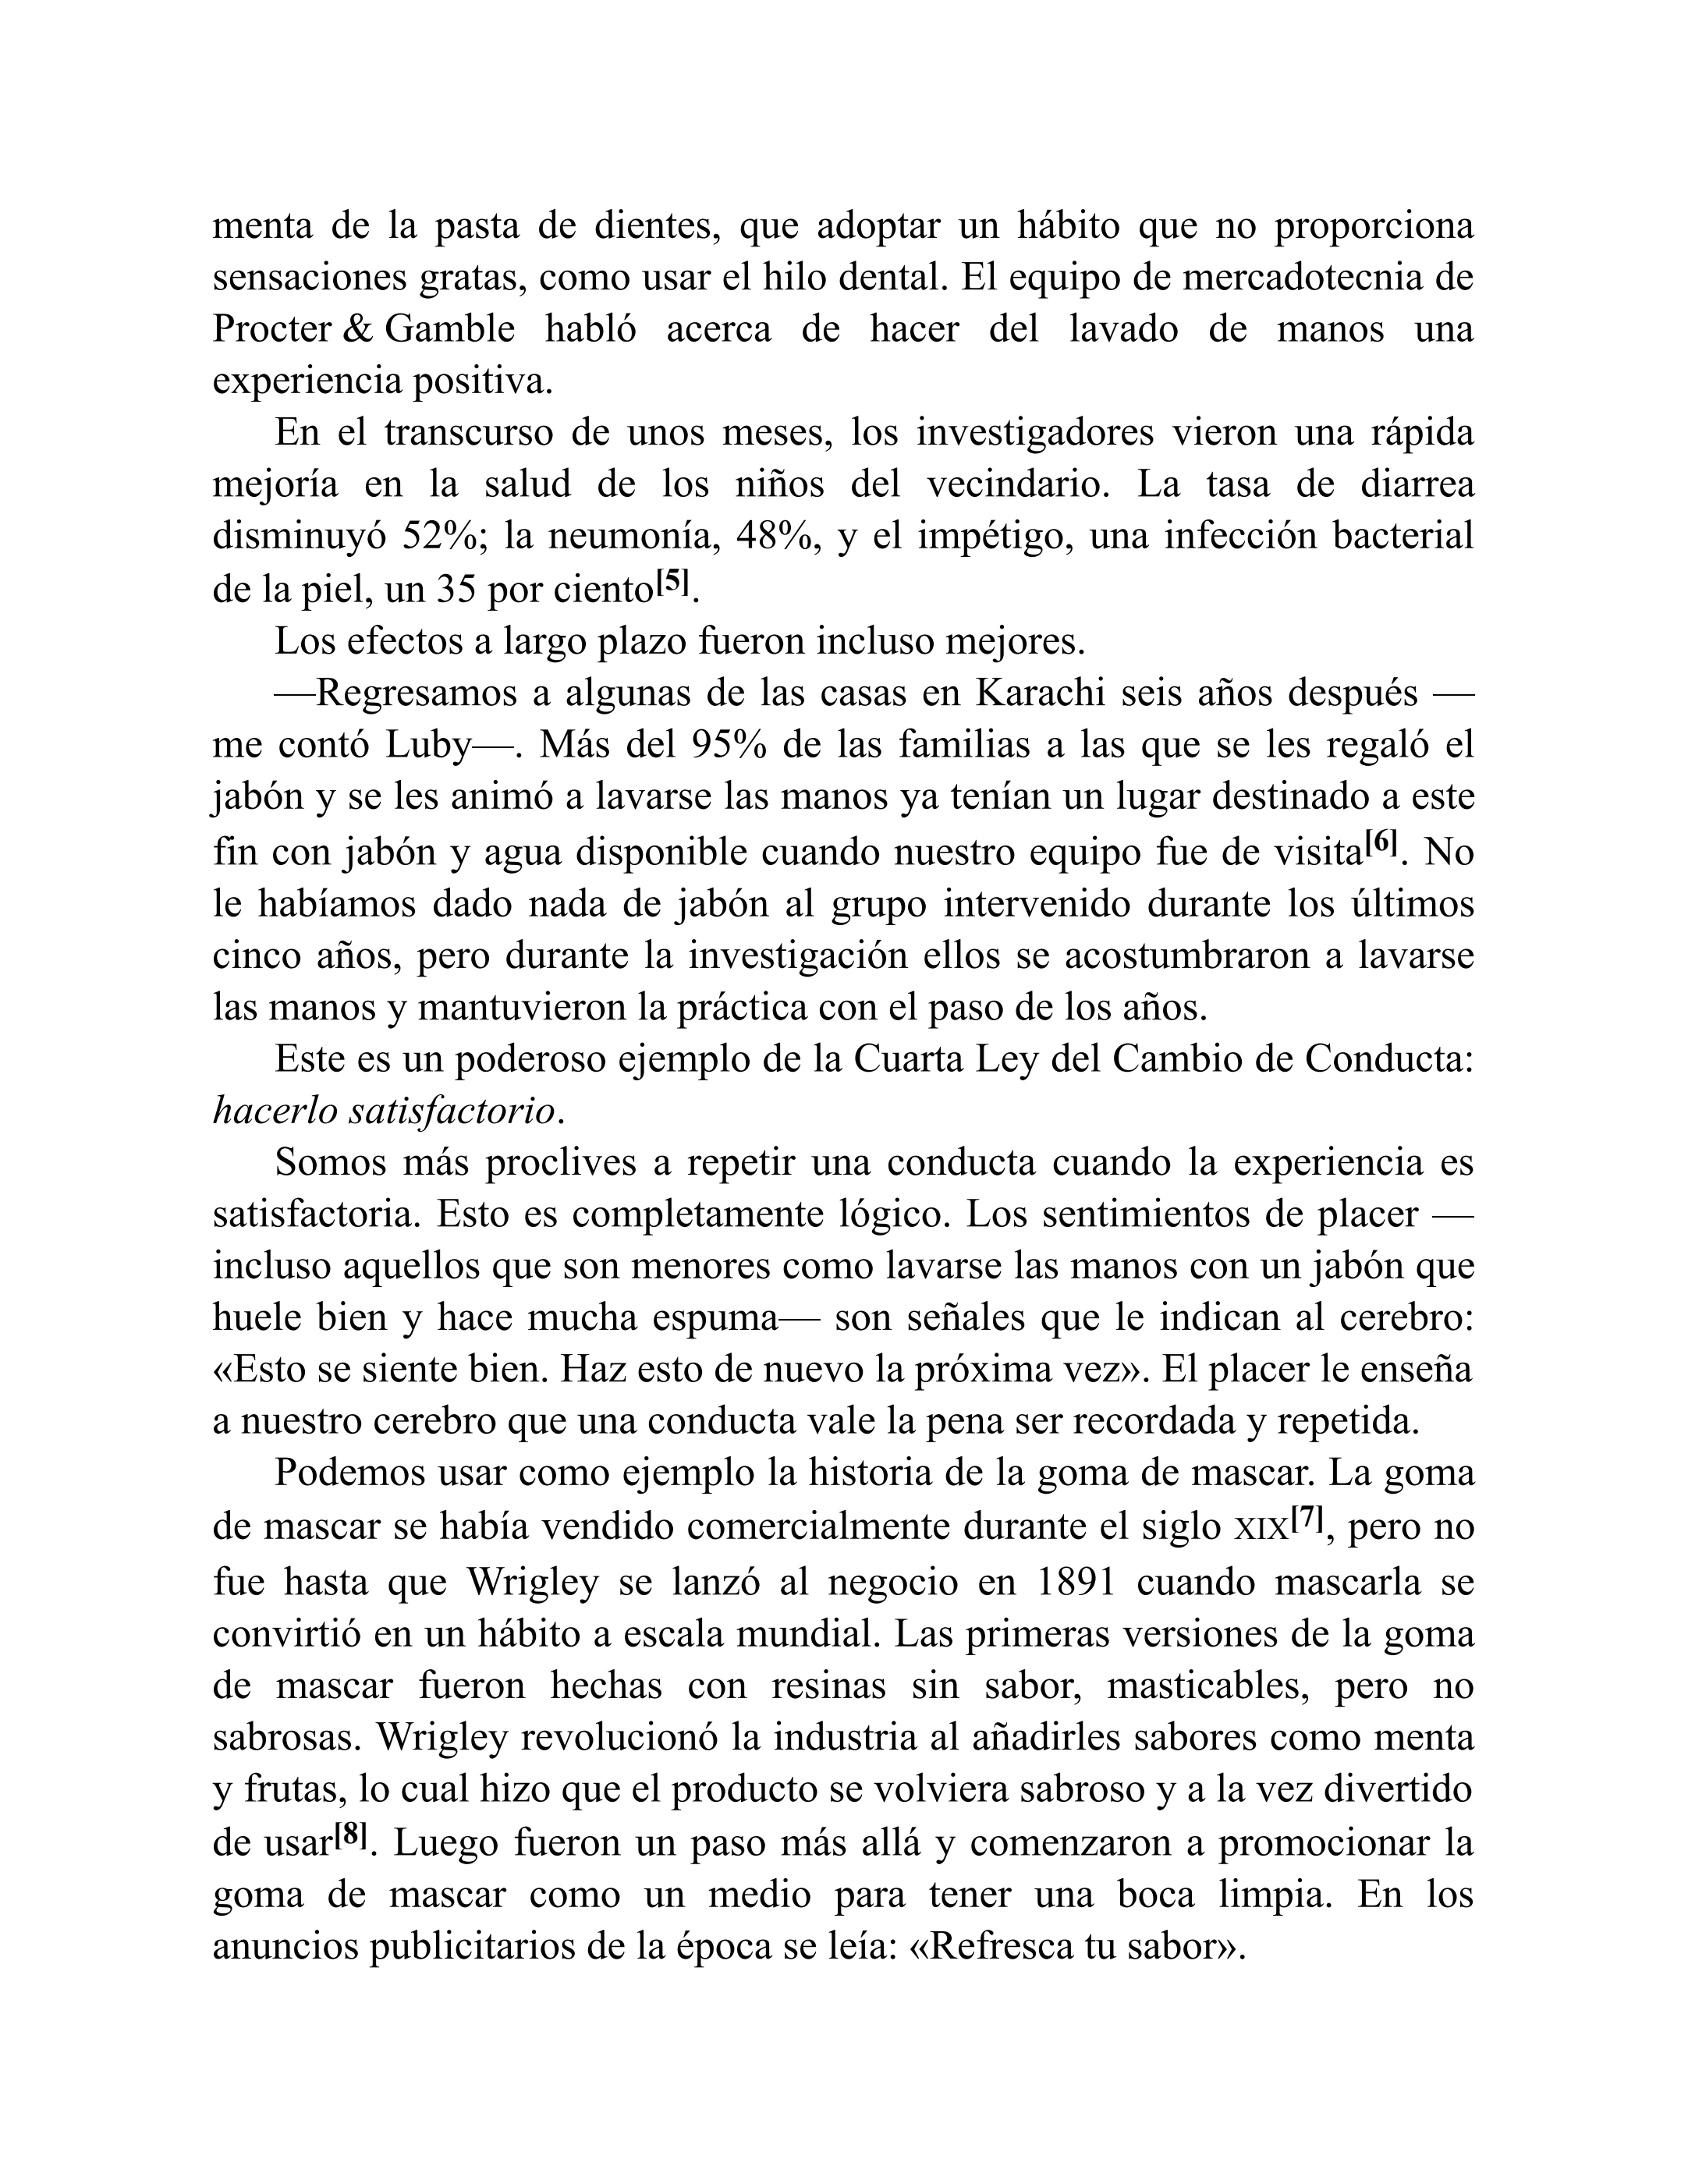 menta de la pasta de dientes, que adoptar un hábito que no proporciona
sensaciones gratas, como usar el hilo dental. El equipo de mercadotecnia de
Procter & Gamble habló acerca de hacer del lavado de manos una
experiencia positiva.
En el transcurso de unos meses, los investigadores vieron una rápida
mejoría en la salud de los niños del vecindario. La tasa de diarrea
disminuyó 52%; la neumonía, 48%, y el impétigo, una infección bacterial
de la piel, un 35 por ciento[5].
Los efectos a largo plazo fueron incluso mejores.
—Regresamos a algunas de las casas en Karachi seis años después —
me contó Luby—. Más del 95% de las familias a las que se les regaló el
jabón y se les animó a lavarse las manos ya tenían un lugar destinado a este
fin con jabón y agua disponible cuando nuestro equipo fue de visita[6]. No
le habíamos dado nada de jabón al grupo intervenido durante los últimos
cinco años, pero durante la investigación ellos se acostumbraron a lavarse
las manos y mantuvieron la práctica con el paso de los años.
Este es un poderoso ejemplo de la Cuarta Ley del Cambio de Conducta:
hacerlo satisfactorio.
Somos más proclives a repetir una conducta cuando la experiencia es
satisfactoria. Esto es completamente lógico. Los sentimientos de placer —
incluso aquellos que son menores como lavarse las manos con un jabón que
huele bien y hace mucha espuma— son señales que le indican al cerebro:
«Esto se siente bien. Haz esto de nuevo la próxima vez». El placer le enseña
a nuestro cerebro que una conducta vale la pena ser recordada y repetida.
Podemos usar como ejemplo la historia de la goma de mascar. La goma
de mascar se había vendido comercialmente durante el siglo XIX[7], pero no
fue hasta que Wrigley se lanzó al negocio en 1891 cuando mascarla se
convirtió en un hábito a escala mundial. Las primeras versiones de la goma
de mascar fueron hechas con resinas sin sabor, masticables, pero no
sabrosas. Wrigley revolucionó la industria al añadirles sabores como menta
y frutas, lo cual hizo que el producto se volviera sabroso y a la vez divertido
de usar[8]. Luego fueron un paso más allá y comenzaron a promocionar la
goma de mascar como un medio para tener una boca limpia. En los
anuncios publicitarios de la época se leía: «Refresca tu sabor».